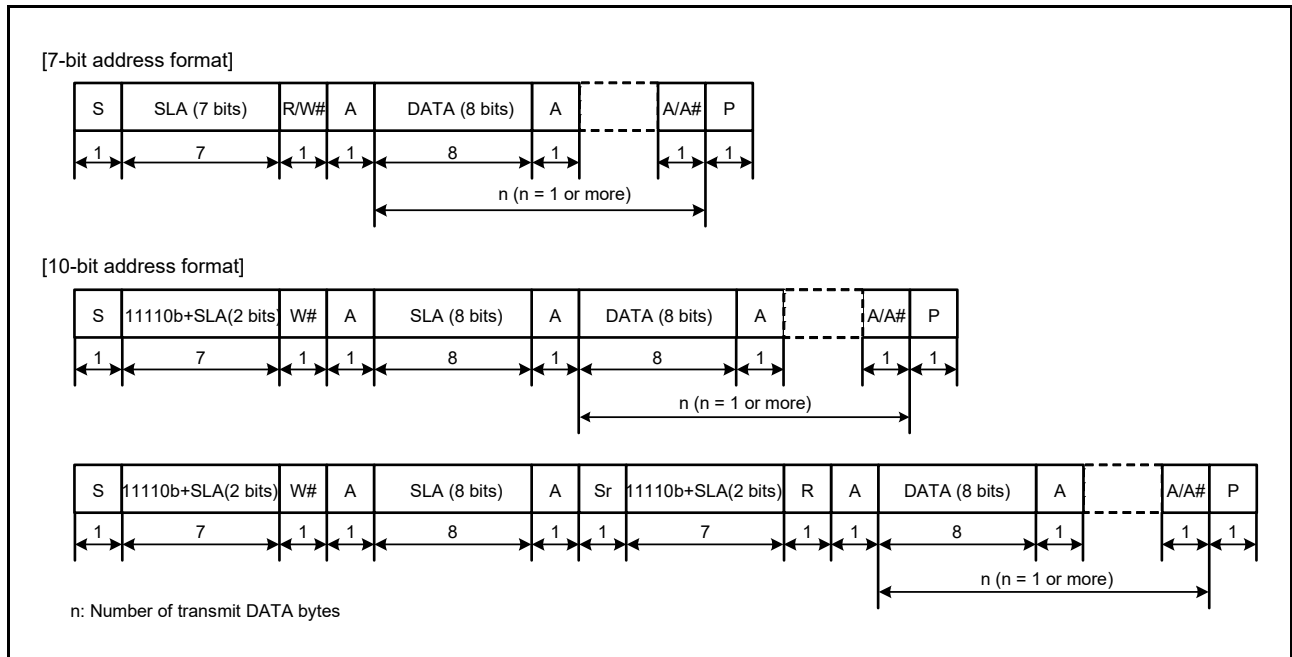 [7-bit address format]
S SLA (7 bits) R/W# A DATA (8 bits) A A/A# P
1 7 1 1 8 1 1 1
n (n = 1 or more)
[10-bit address format]
S 11110b+SLA(2 bits) W# A SLA (8 bits) A DATA (8 bits) A A/A# P
1 7 1 1 8 1 8 1 1 1
n (n = 1 or more)
S 11110b+SLA(2 bits) W# A SLA (8 bits) A Sr 11110b+SLA(2 bits) R A DATA (8 bits) A A/A# P
1 7 1 1 8 1 1 7 1 1 8 1 1 1
n (n = 1 or more)
n: Number of transmit DATA bytes